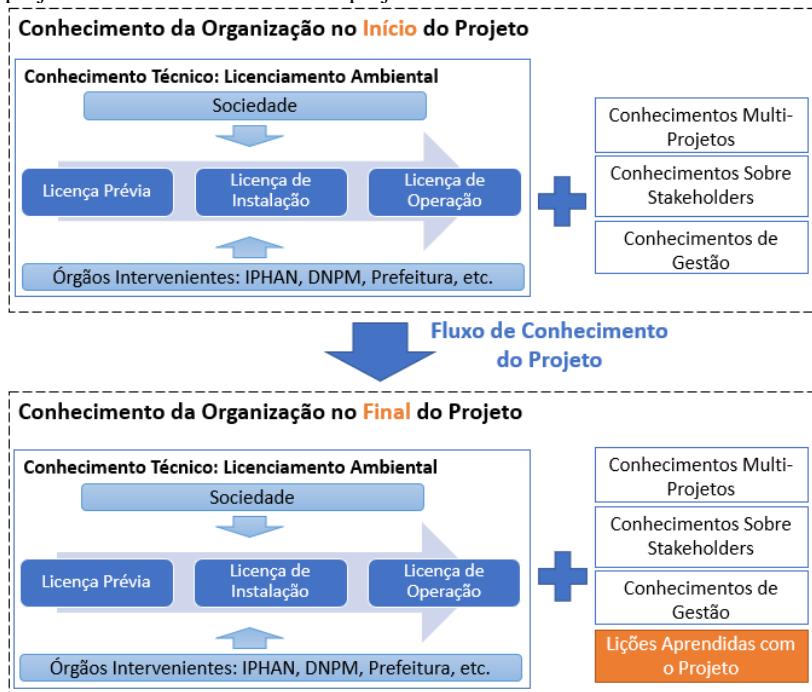 Conhecimento da Organização no Início do Projeto
Conhecimento Técnico: Licenciamento Ambiental
Sociedade
Licença Prévia
Licença de
Instalação
Licença de
Operação
Órgãos Intervenientes: IPHAN, DNPM, Prefeitura, etc.
Conhecimentos Multi-
Projetos
Conhecimentos Sobre
Stakeholders
Conhecimentos de
Gestão
Fluxo de Conhecimento
do Projeto
Conhecimento da Organização no Final do Projeto
Conhecimento Técnico: Licenciamento Ambiental
Sociedade
Licença Prévia
Licença de
Instalação
Licença de
Operação
Órgãos Intervenientes: IPHAN, DNPM, Prefeitura, etc.
Conhecimentos Multi-
Projetos
Conhecimentos Sobre
Stakeholders
Conhecimentos de
Gestão
Lições Aprendidas com
o Projeto